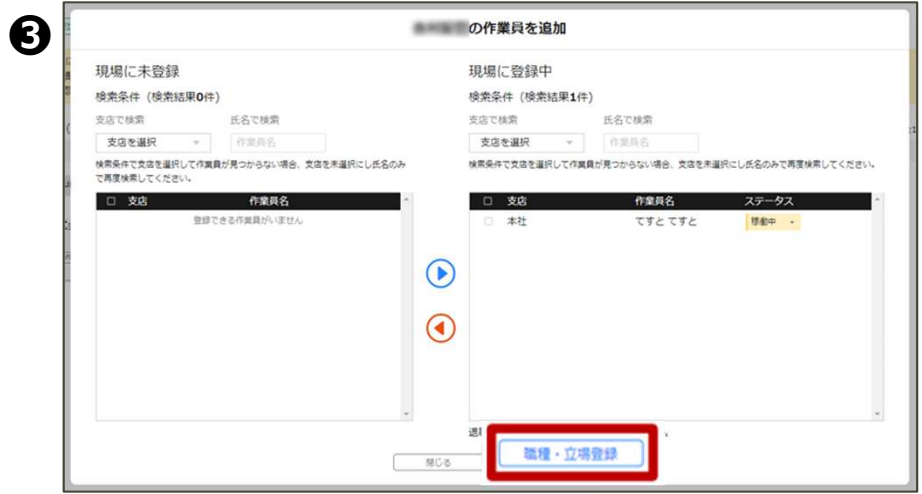 ❸
の作業員を追加
現場に未登録
検索条件（検索結果0件）
支店で検索 氏名で検索
支店を選択 作業員名
検索条件で支店を選択して作業員が見つからない場合、支店を未選択にし氏名のみ
で再度検索してください。
支店 作業員名
登録できる作業員がいません
現場に登録中
検索条件（検索結果1件）
支店で検索 氏名で検索
支店を選択 作業員名
検索条件で支店を選択して作業員が見つからない場合、支店を未選択にし氏名のみで再度検索してください。
支店 作業員名 ステータス
本社 てすと てすと 稼働中
閉じる
職種・立場登録